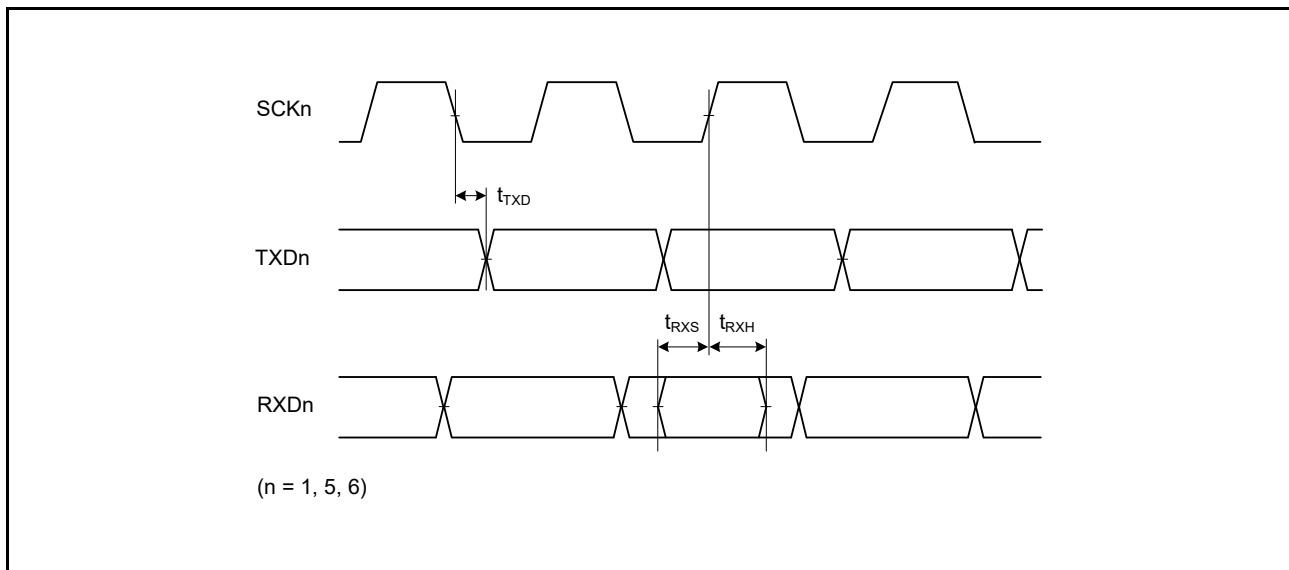 SCKn
tTXD
TXDn
tRXS tRXH
RXDn
(n = 1, 5, 6)